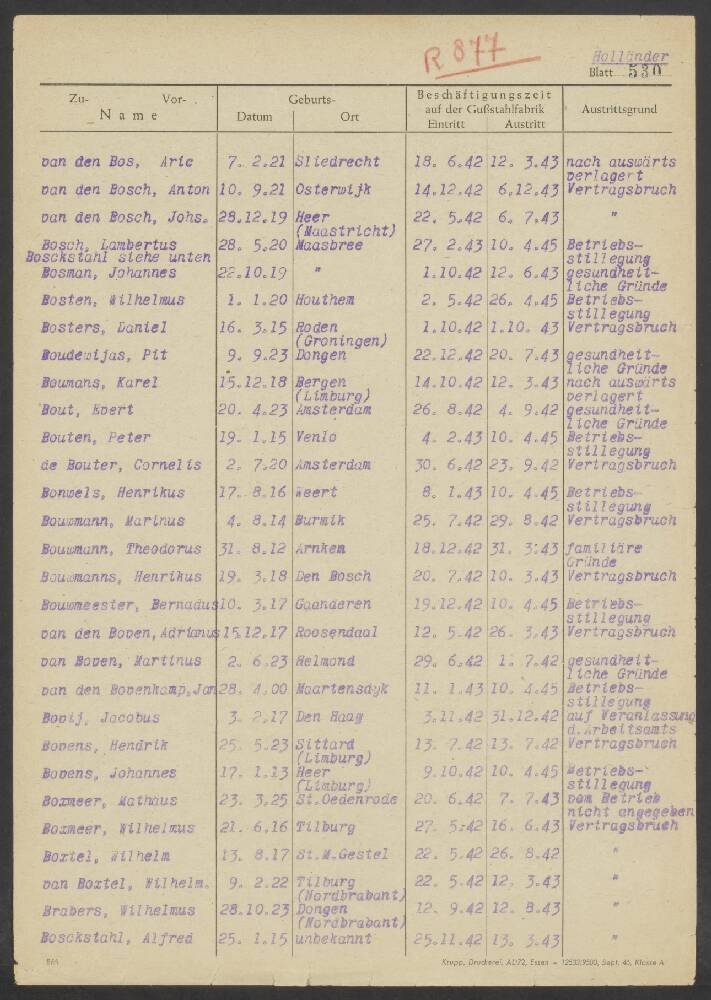 R 877
Holländer
Blatt 530
Zu- Vor- Geburts- Beschäftigungszeit
Name Datum Ort auf der Gußstahlfabrik Austrittsgrund
Eintritt Austritt
van den Bos, Arie 7. 2.21 Sliedrecht 18. 6.42 12. 3.43 nach auswärts
verlagert
van den Bosch, Anton 10. 9.21 Osterwijk 14.12.42 6.12.43 Vertragsbruch
van den Bosch, Johs. 28.12.19 Heer 22. 5.42 6. 7.43 "
(Maastricht)
Bosch, Lambertus 28. 5.20 Maasbree 27. 2.43 10. 4.45 Betriebs-
Bosckstahl siehe unten stillegung
Bosman, Johannes 22.10.19 " 1.10.42 12. 6.43 gesundheit-
liche Gründe
Bosten, Wilhelmus 1. 1.20 Houthem 2. 5.42 26. 4.45 Betriebs-
stillegung
Bosters, Daniel 16. 3.15 Roden 1.10.42 1.10. 43 Vertragsbruch
(Groningen)
Boudewijas, Pit 9. 9.23 Dongen 22.12.42 20. 7.43 gesundheit-
liche Gründe
Boumans, Karel 15.12.18 Bergen 14.10.42 12. 3.43 nach auswärts
(Limburg) verlagert
Bout, Evert 20. 4.23 Amsterdam 26. 8.42 4. 9.42 gesundheit-
liche Gründe
Bouten, Peter 19. 1.15 Venlo 4. 2.43 10. 4.45 Betriebs-
stillegung
de Bouter, Cornelis 2. 7.20 Amsterdam 30. 6.42 23. 9.42 Vertragsbruch
Bonwels, Henrikus 17. 8.16 Weert 8. 1.43 10. 4.45 Betriebs-
stillegung
Bouwmann, Marinus 4. 8.14 Burmik 25. 7.42 29. 8.42 Vertragsbruch
Bouwmann, Theodorus 31. 8.12 Arnhem 18.12.42 31. 3.43 familiäre
Gründe
Bouwmanns, Henrikus 19. 3.18 Den Bosch 20. 7.42 10. 3.43 Vertragsbruch
Bouwmeester, Bernadus 10. 3.17 Gaanderen 19.12.42 10. 4.45 Betriebs-
stillegung
van den Boven, Adrianus 15.12.17 Roosendaal 12. 5.42 26. 3.43 Vertragsbruch
van Boven, Martinus 2. 6.23 Helmond 29. 6.42 1. 7.42 gesundheit-
liche Gründe
van den Bovenkamp, Jan 28. 4.00 Maartensdyk 11. 1.43 10. 4.45 Betriebs-
stillegung
Bovij, Jacobus 3. 2.17 Den Haag 3.11.42 31.12.42 auf Veranlassung
d. Arbeitsamts
Bovens, Hendrik 25. 5.23 Sittard 13. 7.42 13. 7.42 Vertragsbruch
(Limburg)
Bovens, Johannes 17. 1.13 Heer 9.10.42 10. 4.45 Betriebs-
(Limburg) stillegung
Boxmeer, Mathäus 23. 3.25 St.Oedenrode 20. 6.42 7. 7.43 vom Betrieb
nicht angegeben
Boxmeer, Wilhelmus 21. 6.16 Tilburg 27. 5.42 16. 6.43 Vertragsbruch
Boxtel, Wilhelm 13. 8.17 St.M.Gestel 22. 5.42 26. 8.42 "
van Boxtel, Wilhelm. 9. 2.22 Tilburg 22. 5.42 12. 3.43 "
(Nordbrabant)
Brabers, Wilhelmus 28.10.23 Dongen 12. 9.42 12. 8.43 "
(Nordbrabant)
Bosckstahl, Alfred 25. 1.15 unbekannt 25.11.42 13. 3.43 "
Krupp, Druckerei, AD72, Essen
Sept. 46, Klasse A